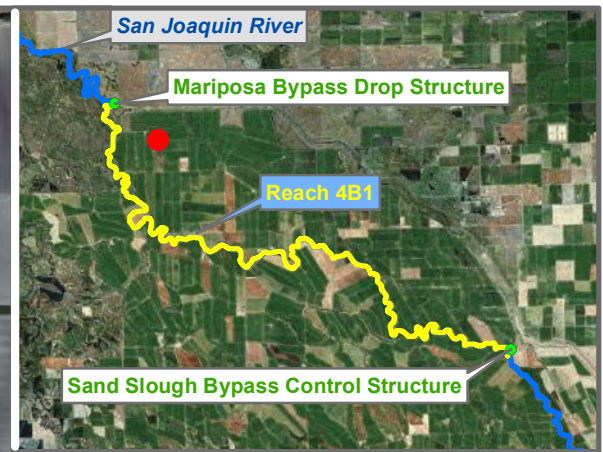 San Joaquin River
Mariposa Bypass Drop Structure
Reach 4B1
Sand Slough Bypass Control Structure